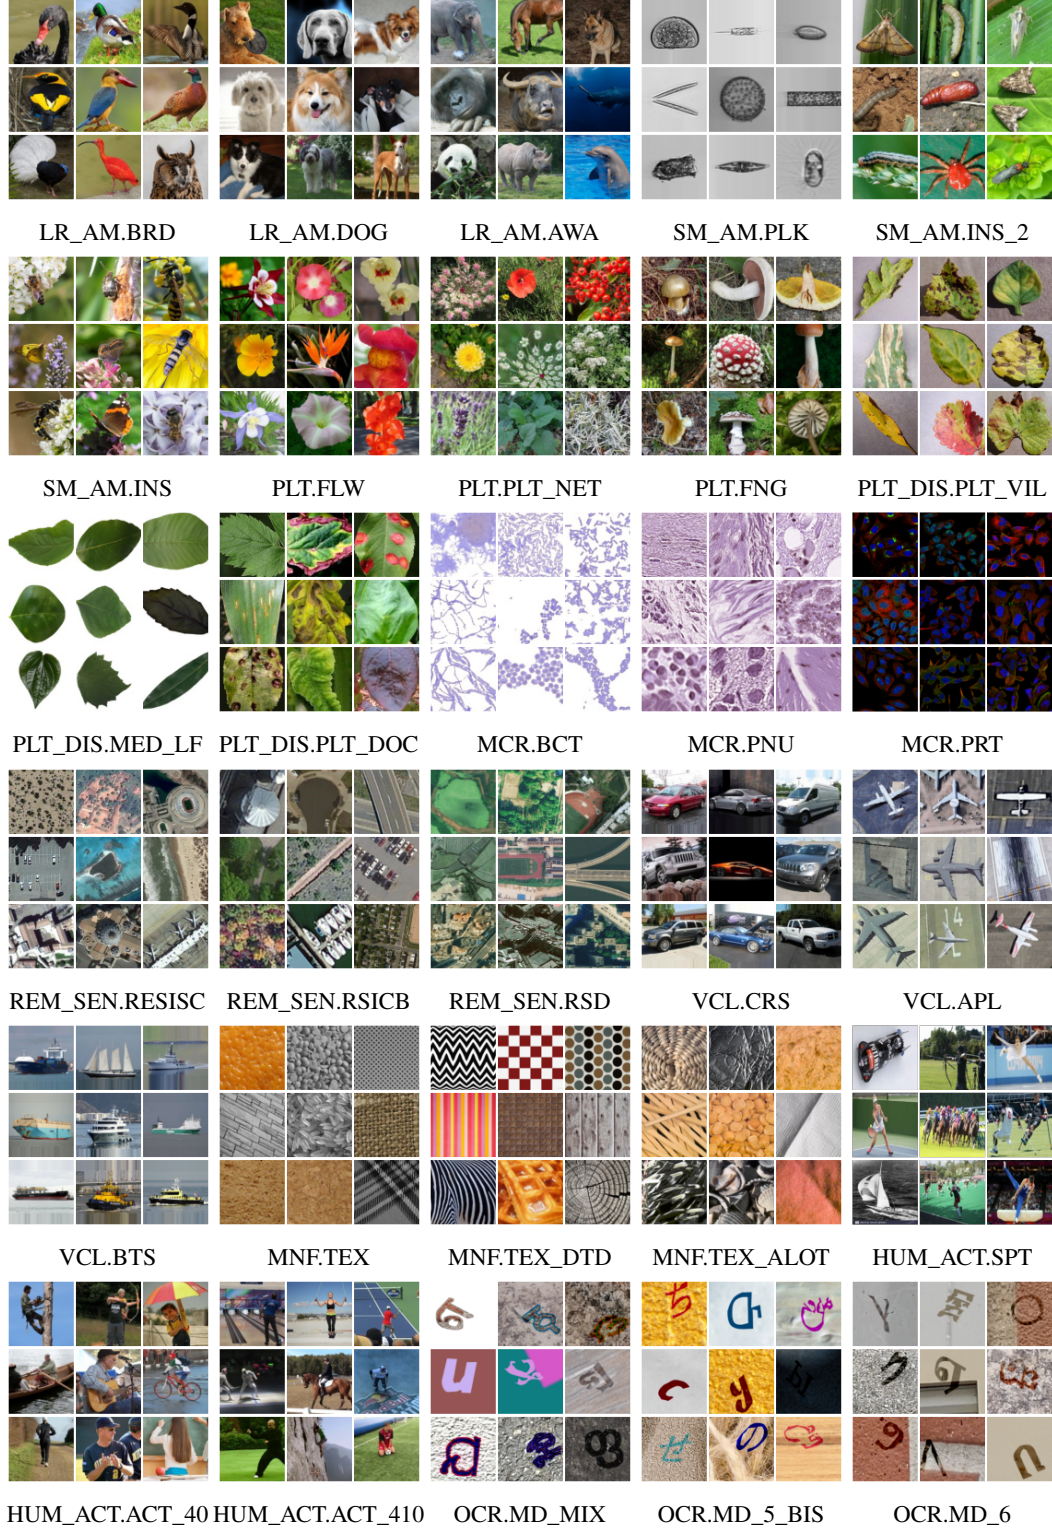 LR_AM.BRD LR_AM.DOG LR_AM.AWA SM_AM.PLK SM_AM.INS_2
SM_AM.INS PLT.FLW PLT.PLT_NET PLT.FNG PLT_DIS.PLT_VIL
PLT_DIS.MED_LF PLT_DIS.PLT_DOC MCR.BCT MCR.PNU MCR.PRT
REM_SEN.RESISC REM_SEN.RSICB REM_SEN.RSD VCL.CRS VCL.APL
VCL.BTS MNF.TEX MNF.TEX_DTD MNF.TEX_ALOT HUM_ACT.SPT
HUM_ACT.ACT_40 HUM_ACT.ACT_410 OCR.MD_MIX OCR.MD_5_BIS OCR.MD_6